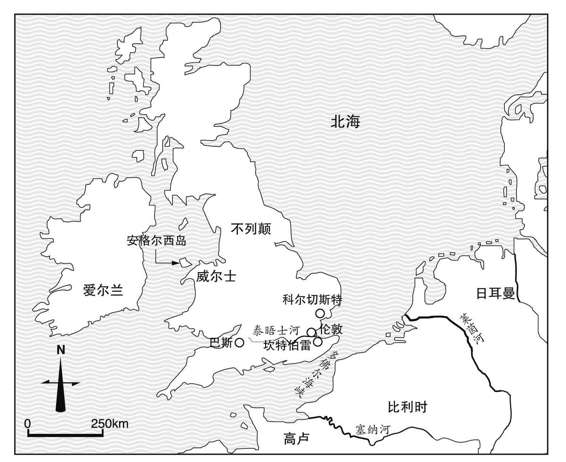 北海
不列颠
安格尔西岛
威尔士
爱尔兰
日耳曼
科尔切斯特
泰晤士河
伦敦
巴斯
坎特伯雷
莱茵河
多佛尔海峡
N
比利时
0 250km
塞纳河
高卢